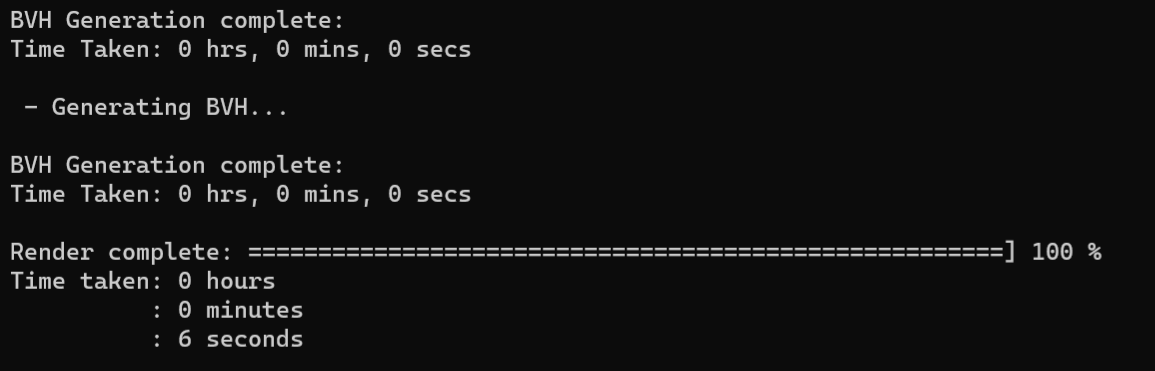 BVH Generation complete:
Time Taken: 0 hrs, 0 mins, 0 secs
- Generating BVH...
BVH Generation complete:
Time Taken: 0 hrs, 0 mins, 0 secs
Render complete: ======================================================] 100 %
Time taken: 0 hours
: 0 minutes
: 6 seconds